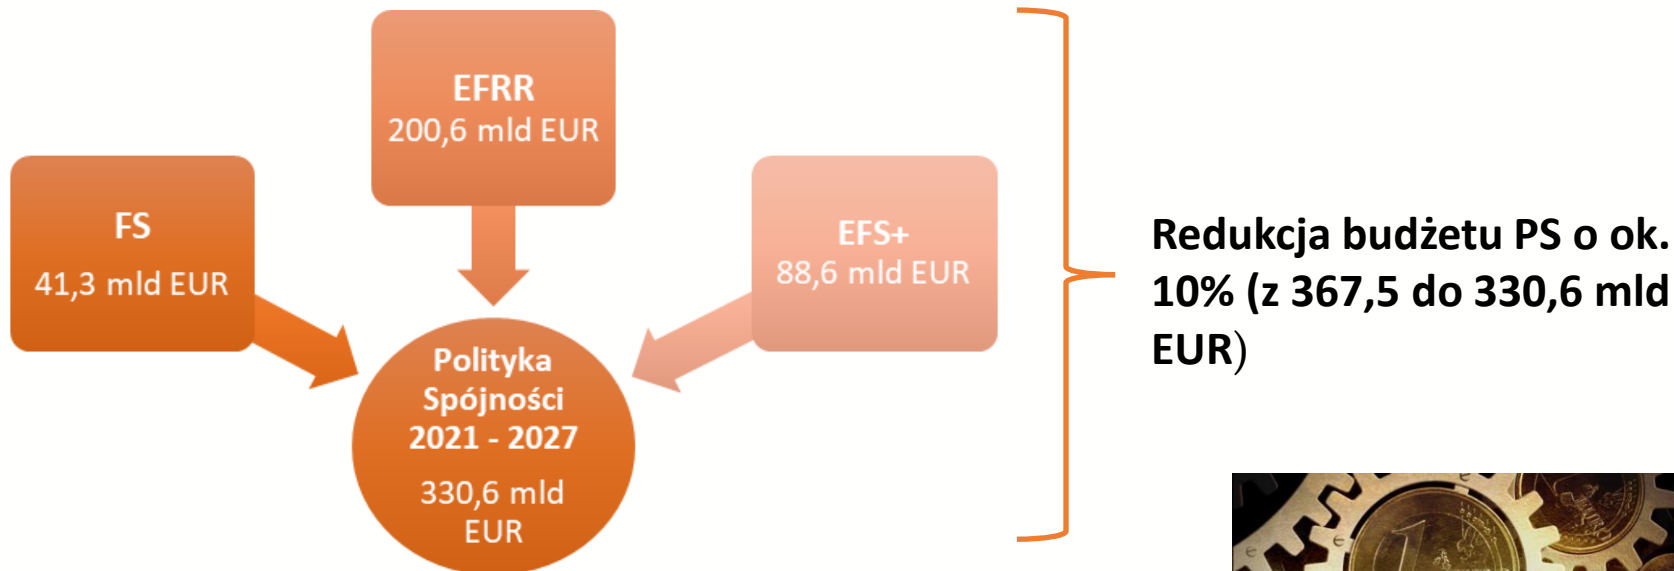 EFRR
200,6 mld EUR
FS
41,3 mld EUR
EFS+
88,6 mld EUR
Polityka
Spójności
2021 - 2027
330,6 mld
EUR
Redukcja budżetu PS o ok.
10% (z 367,5 do 330,6 mld
EUR)
1